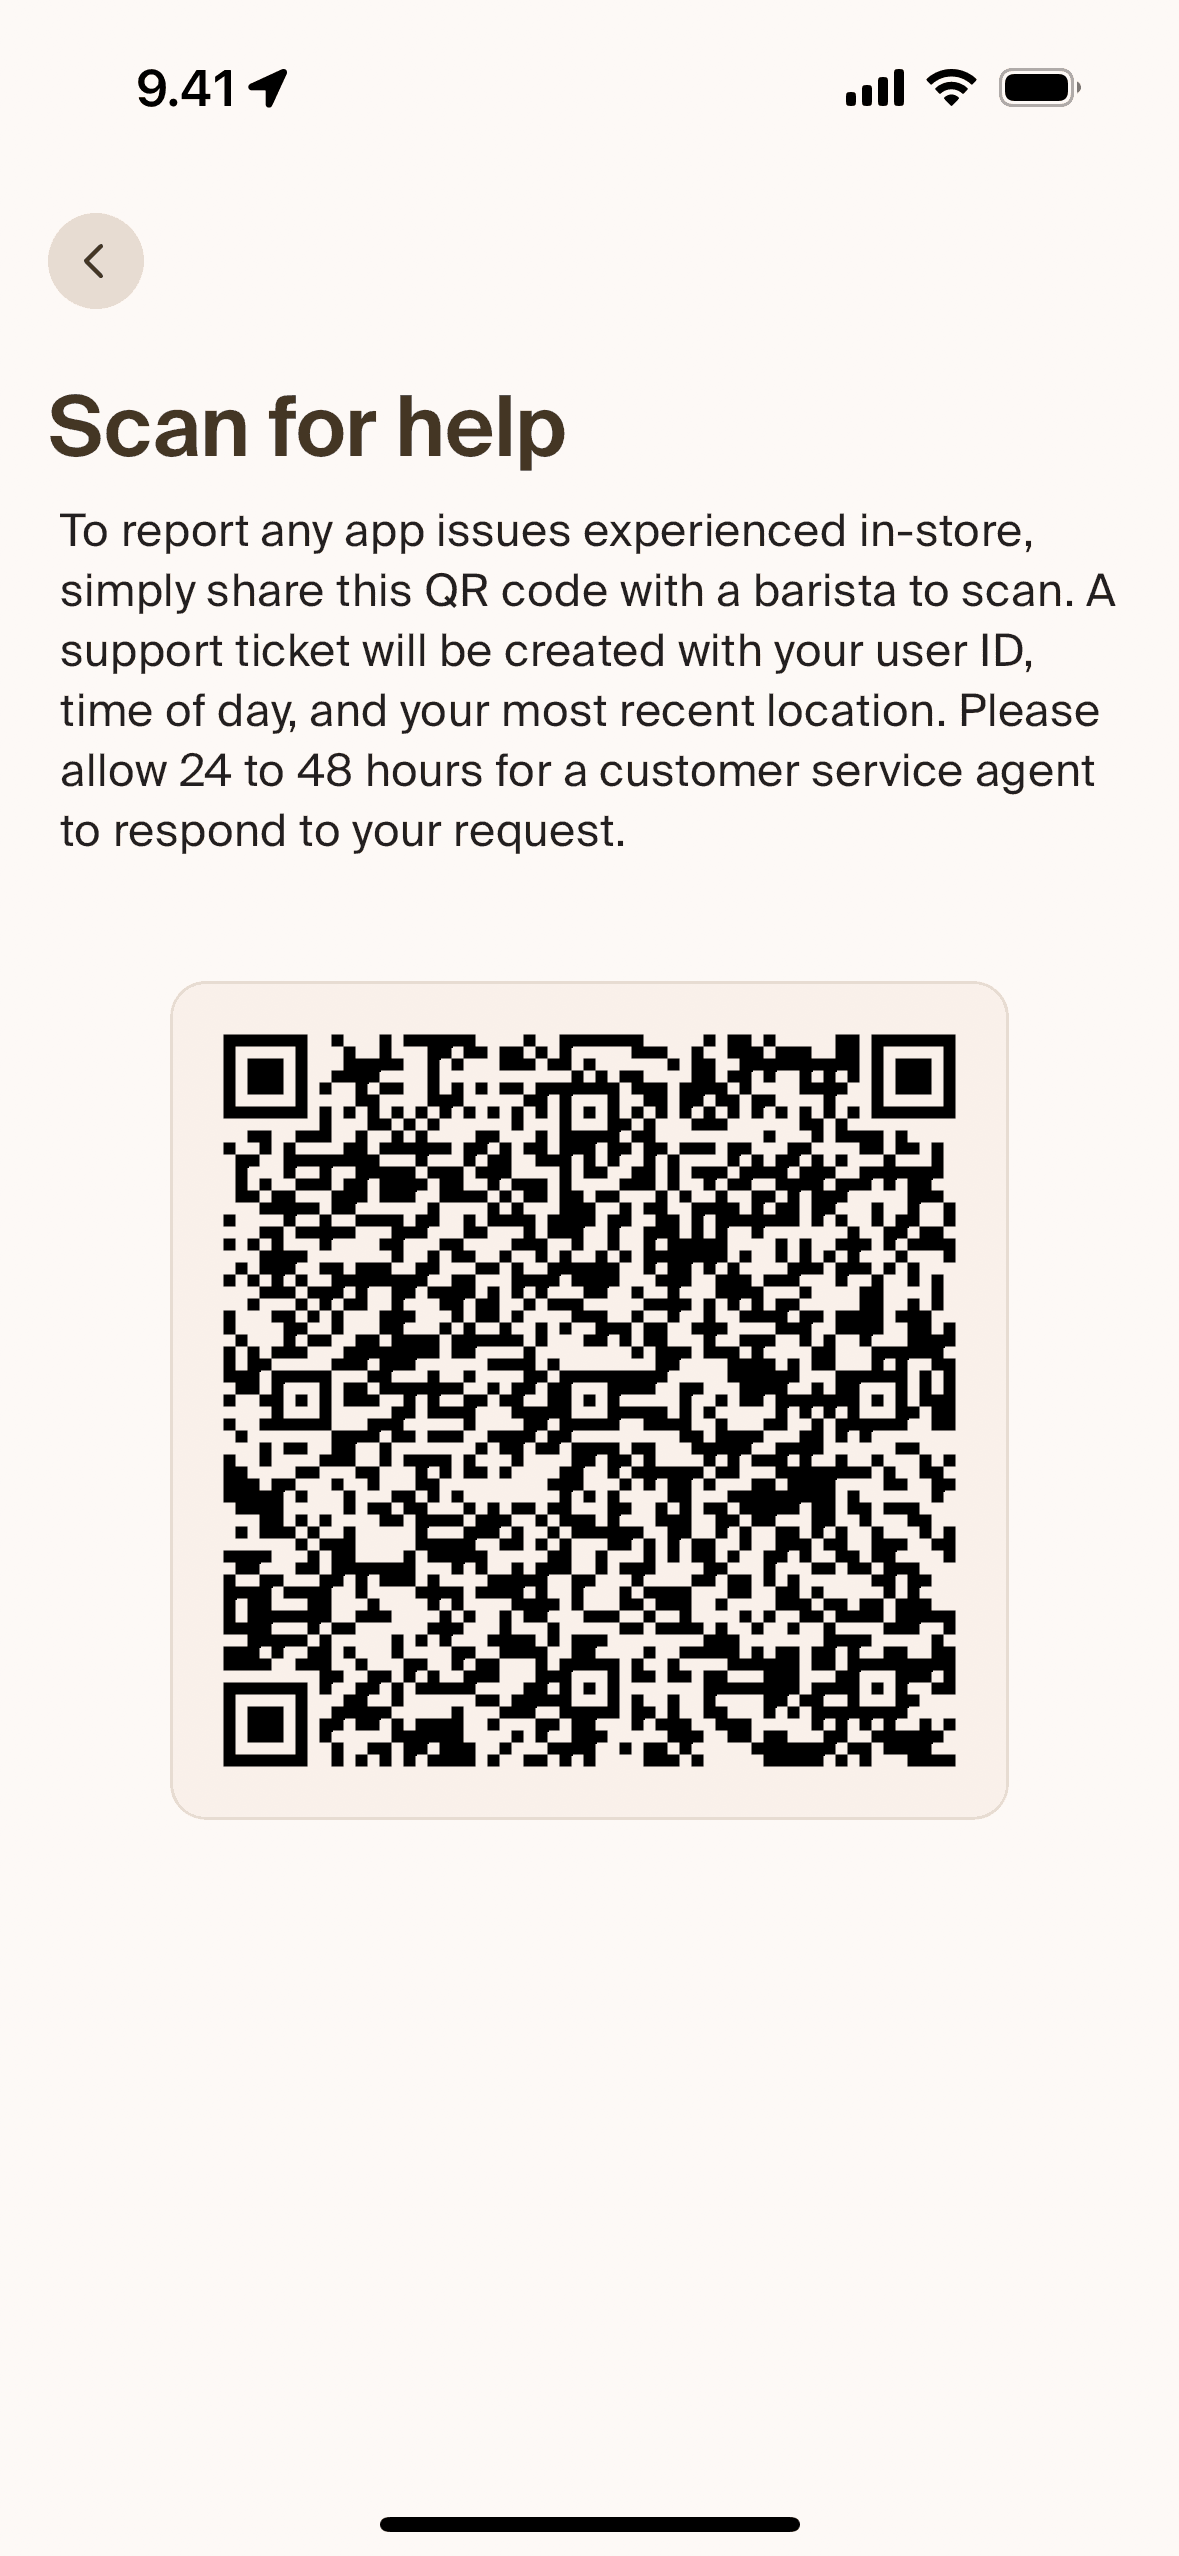 9.41
Scan for help
To report any app issues experienced in-store,
simply share this QR code with a barista to scan. A
support ticket will be created with your user ID,
time of day, and your most recent location. Please
allow 24 to 48 hours for a customer service agent
to respond to your request.